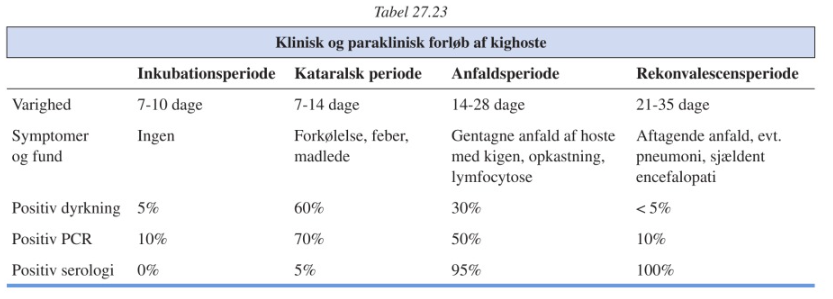 Tabel 27.23
Klinisk og paraklinisk forløb af kighoste
Inkubationsperiode Kataralsk periode Anfaldsperiode Rekonvalescensperiode
Varighed 7-10 dage 7-14 dage 14-28 dage 21-35 dage
Symptomer Ingen Forkølelse, feber, Gentagne anfald af hoste Aftagende anfald, evt.
og fund madlede med kigen, opkastning, pneumoni, sjældent
lymfocytose encefalopati
Positiv dyrkning 5% 60% 30% < 5%
Positiv PCR 10% 70% 50% 10%
Positiv serologi 0% 5% 95% 100%